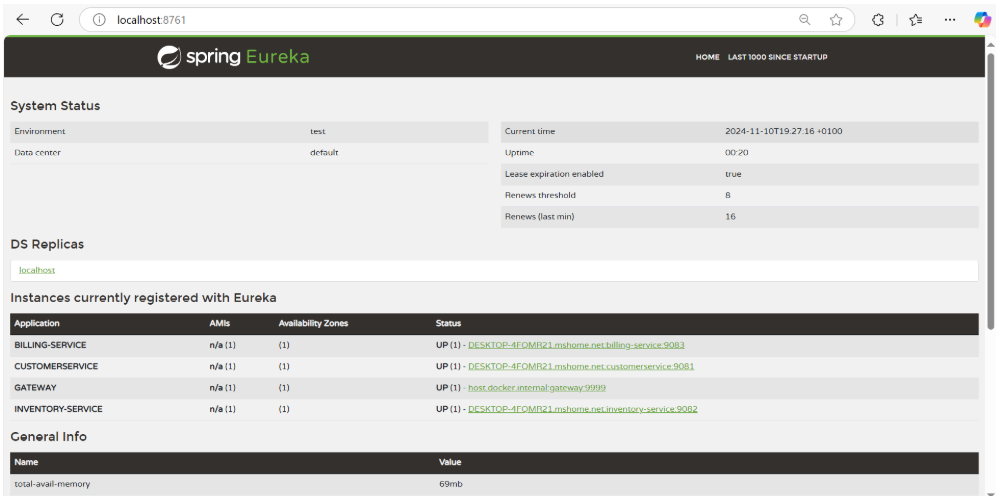 localhost:8761
spring Eureka
HOME LAST 1000 SINCE STARTUP
System Status
Environment test
Data center default
Current time 2024-11-10T19:27:16 +0100
Uptime 00:20
Lease expiration enabled true
Renews threshold 8
Renews (last min) 16
DS Replicas
localhost
Instances currently registered with Eureka
Application AMIs Availability Zones Status
BILLING-SERVICE n/a (1) (1) UP (1) - DESKTOP-4FQMR21.mshome.net:billing-service:9083
CUSTOMERSERVICE n/a (1) (1) UP (1) - DESKTOP-4FQMR21.mshome.net:customerservice:9081
GATEWAY n/a (1) (1) UP (1) - host.docker.internal:gateway:9999
INVENTORY-SERVICE n/a (1) (1) UP (1) - DESKTOP-4FQMR21.mshome.net:inventory-service:9082
General Info
Name Value
total-avail-memory 69mb